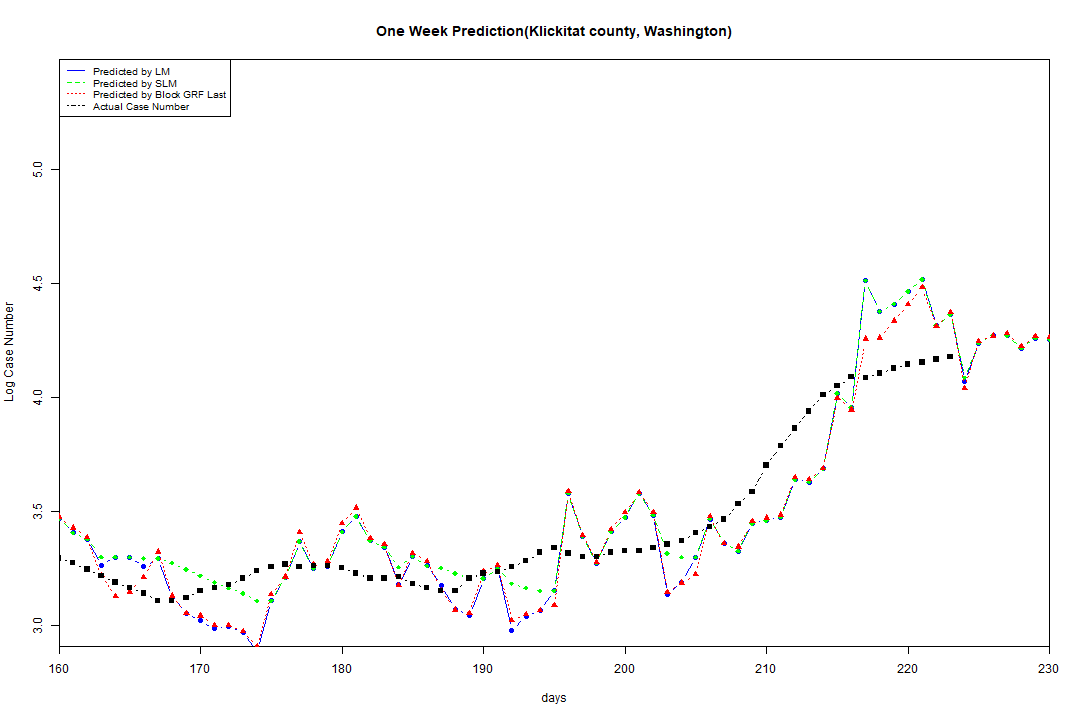 One Week Prediction(Klickitat county, Washington)
Predicted by LM
Predicted by SLM
Predicted by Block GRF Last
Actual Case Number
Log Case Number
5.0
4.5
4.0
3.5
3.0
160 170 180 190 200 210 220 230
days